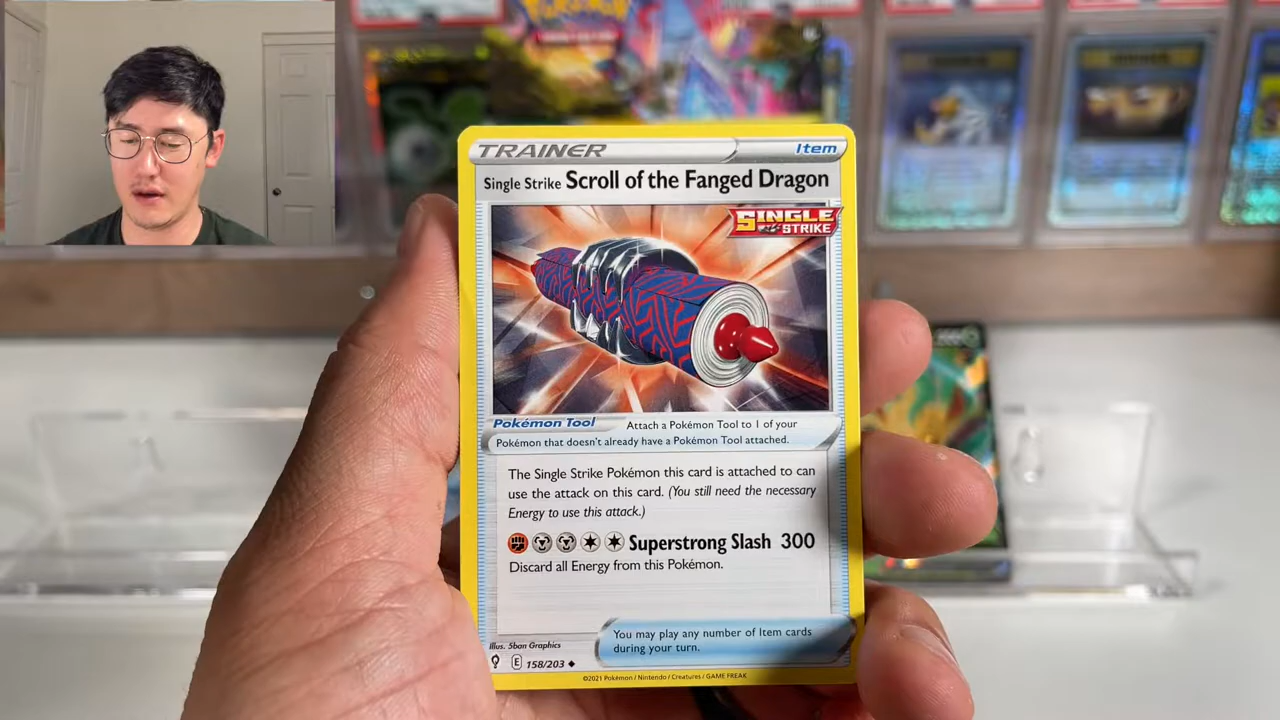 TRAINER Item
Single Strike Scroll of the Fanged Dragon
SINGLE
STRIKE
Pokémon Tool Attach a Pokémon Tool to 1 of your
Pokémon that doesn't already have a Pokémon Tool attached.
The Single Strike Pokémon this card is attached to can
use the attack on this card. (You still need the necessary
Energy to use this attack.)
Superstrong Slash 300
Discard all Energy from this Pokémon.
You may play any number of Item cards
during your turn.
Illus. 5ban Graphics
E 158/203
©2021 Pokémon / Nintendo / Creatures / GAME FREAK